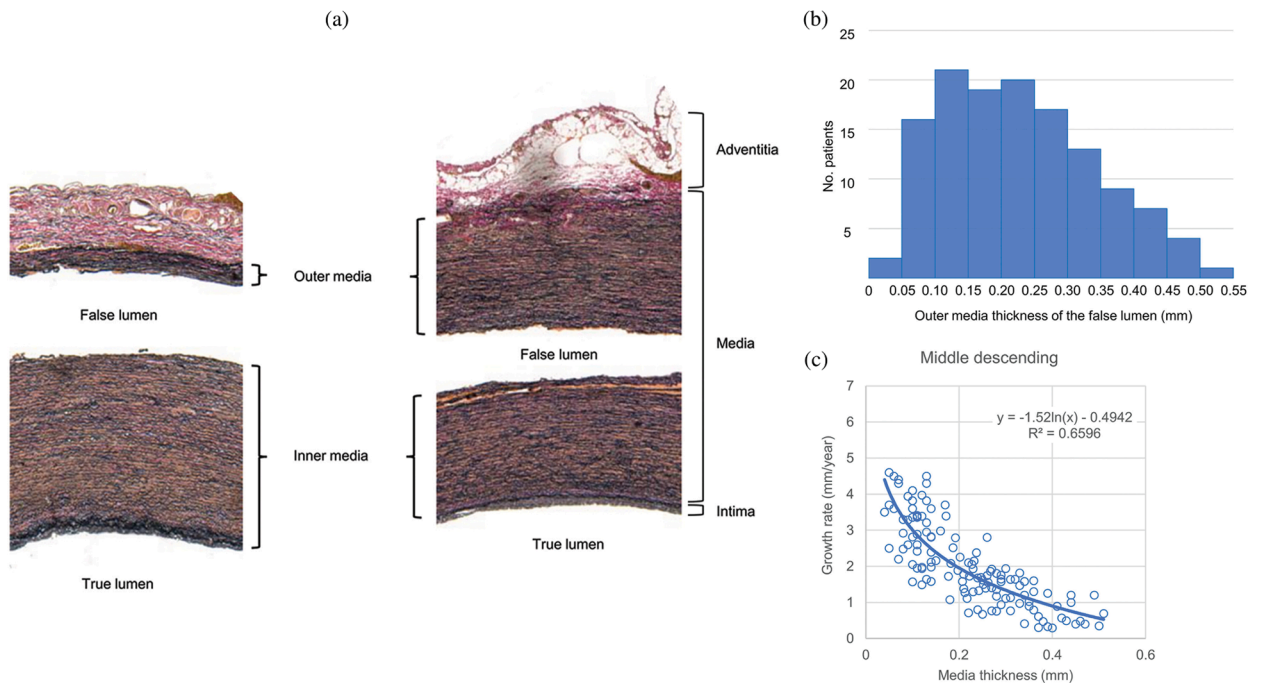 (a)
Adventitia
Outer media
False lumen
False lumen
Media
Inner media
Intima
True lumen
True lumen
(b)
25
20
15
10
5
No. patients
0 0.05 0.10 0.15 0.20 0.25 0.30 0.35 0.40 0.45 0.50 0.55
Outer media thickness of the false lumen (mm)
(c)
Middle descending
7
6
5
4
3
2
1
0
Growth rate (mm/year)
y = -1.52ln(x) - 0.4942
R² = 0.6596
0 0.2 0.4 0.6
Media thickness (mm)